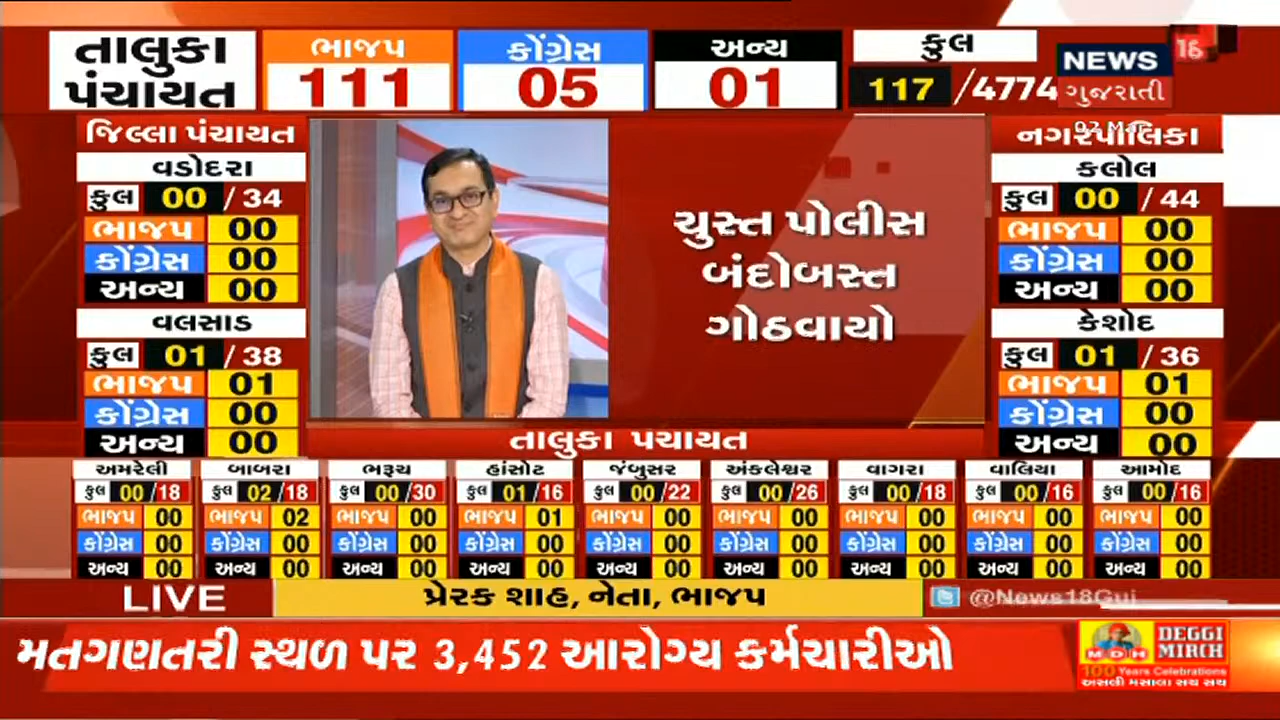 તાલુકા
પંચાયત
ભાજપ
111
કોંગ્રેસ
05
અન્ય
01
કુલ
117 /4774
NEWS 18
ગુજરાતી
02 Mar
જિલ્લા પંચાયત
વડોદરા
કુલ 00 / 34
ભાજપ 00
કોંગ્રેસ 00
અન્ય 00
વલસાડ
કુલ 01 / 38
ભાજપ 01
કોંગ્રેસ 00
અન્ય 00
ચુસ્ત પોલીસ
બંદોબસ્ત
ગોઠવાયો
નગરપાલિકા
કલોલ
કુલ 00 / 44
ભાજપ 00
કોંગ્રેસ 00
અન્ય 00
કેશોદ
કુલ 01 / 36
ભાજપ 01
કોંગ્રેસ 00
અન્ય 00
તાલુકા પંચાયત
અમરેલી બાબરા ભરૂચ હાંસોટ જંબુસર અંકલેશ્વર વાગરા વાલિયા આમોદ
કુલ 00/18 કુલ 02/18 કુલ 00/30 કુલ 01/16 કુલ 00/22 કુલ 00/26 કુલ 00/18 કુલ 00/16 કુલ 00/16
ભાજપ 00 ભાજપ 02 ભાજપ 00 ભાજપ 01 ભાજપ 00 ભાજપ 00 ભાજપ 00 ભાજપ 00 ભાજપ 00
કોંગ્રેસ 00 કોંગ્રેસ 00 કોંગ્રેસ 00 કોંગ્રેસ 00 કોંગ્રેસ 00 કોંગ્રેસ 00 કોંગ્રેસ 00 કોંગ્રેસ 00 કોંગ્રેસ 00
અન્ય 00 અન્ય 00 અન્ય 00 અન્ય 00 અન્ય 00 અન્ય 00 અન્ય 00 અન્ય 00 અન્ય 00
LIVE
પ્રેરક શાહ, નેતા, ભાજપ
@News18Guj
મતગણતરી સ્થળ પર 3,452 આરોગ્ય કર્મચારીઓ
MDH
DEGGI
MIRCH
100 Years Celebrations
અસલી મસાલા સચ સચ